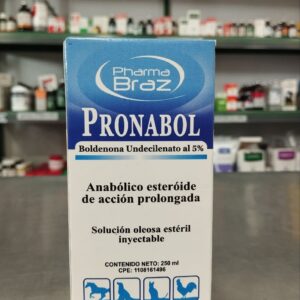 Pharma
Braz
PRONABOL
Boldenona Undecilenato al 5%
Anabólico esteróide
de acción prolongada
Solución oleosa estéril
inyectable
CONTENIDO NETO: 250 ml
CPE: 1108161496